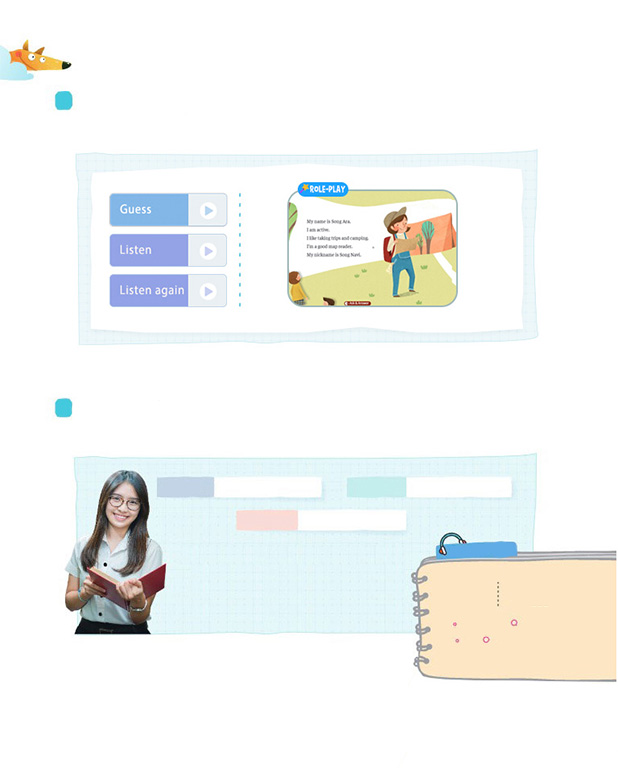 Guess
Listen
Listen again
ROLE-PLAY
My name is Song Ara.
I am active.
I like taking trips and camping.
I'm a good map reader.
My nickname is Song Navi.